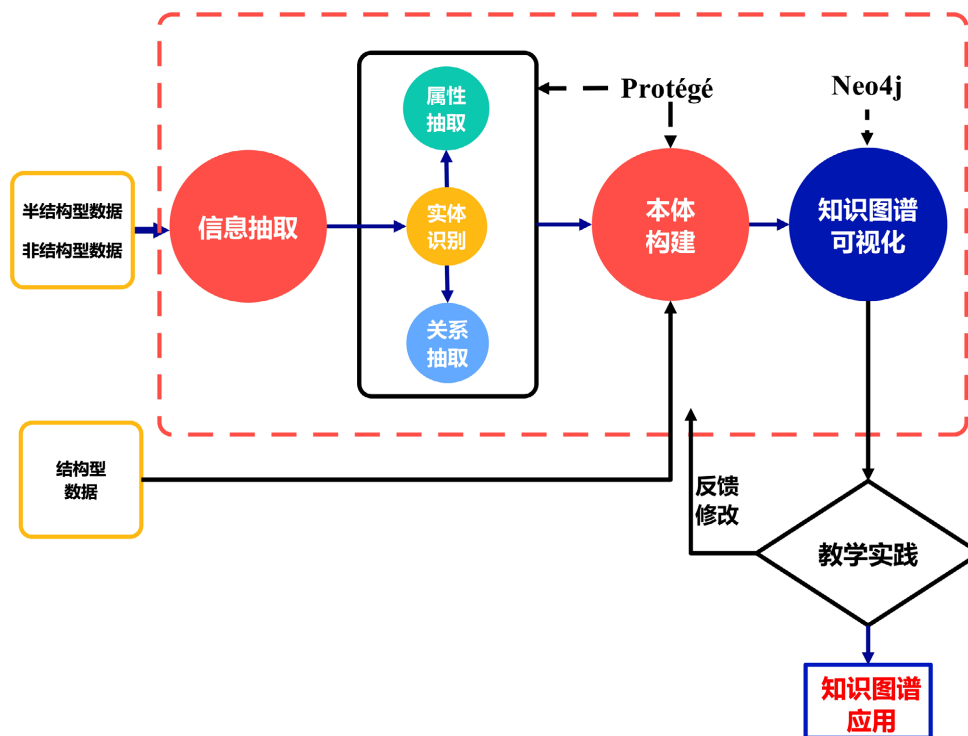 属性
抽取
Protégé
Neo4j
半结构型数据
非结构型数据
信息抽取
实体
识别
本体
构建
知识图谱
可视化
关系
抽取
结构型
数据
反馈
修改
教学实践
知识图谱
应用